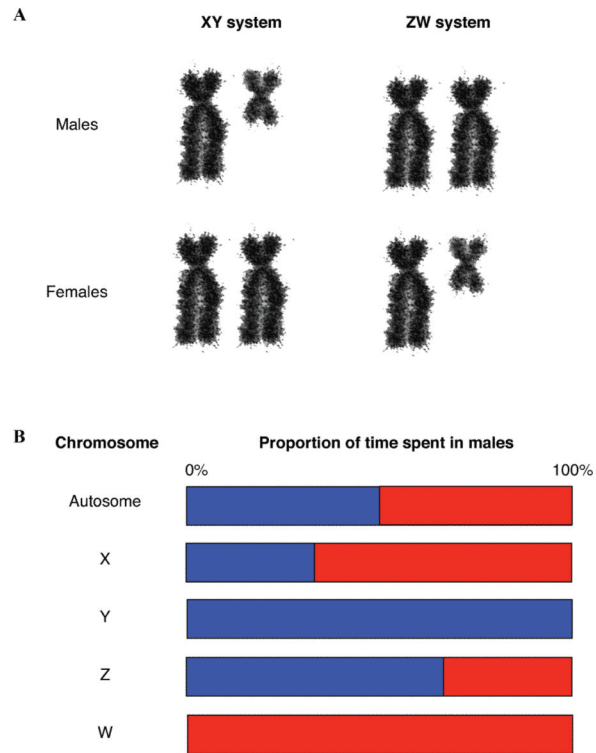 A
XY system ZW system
Males
Females
B
Chromosome Proportion of time spent in males
0% 100%
Autosome
X
Y
Z
W